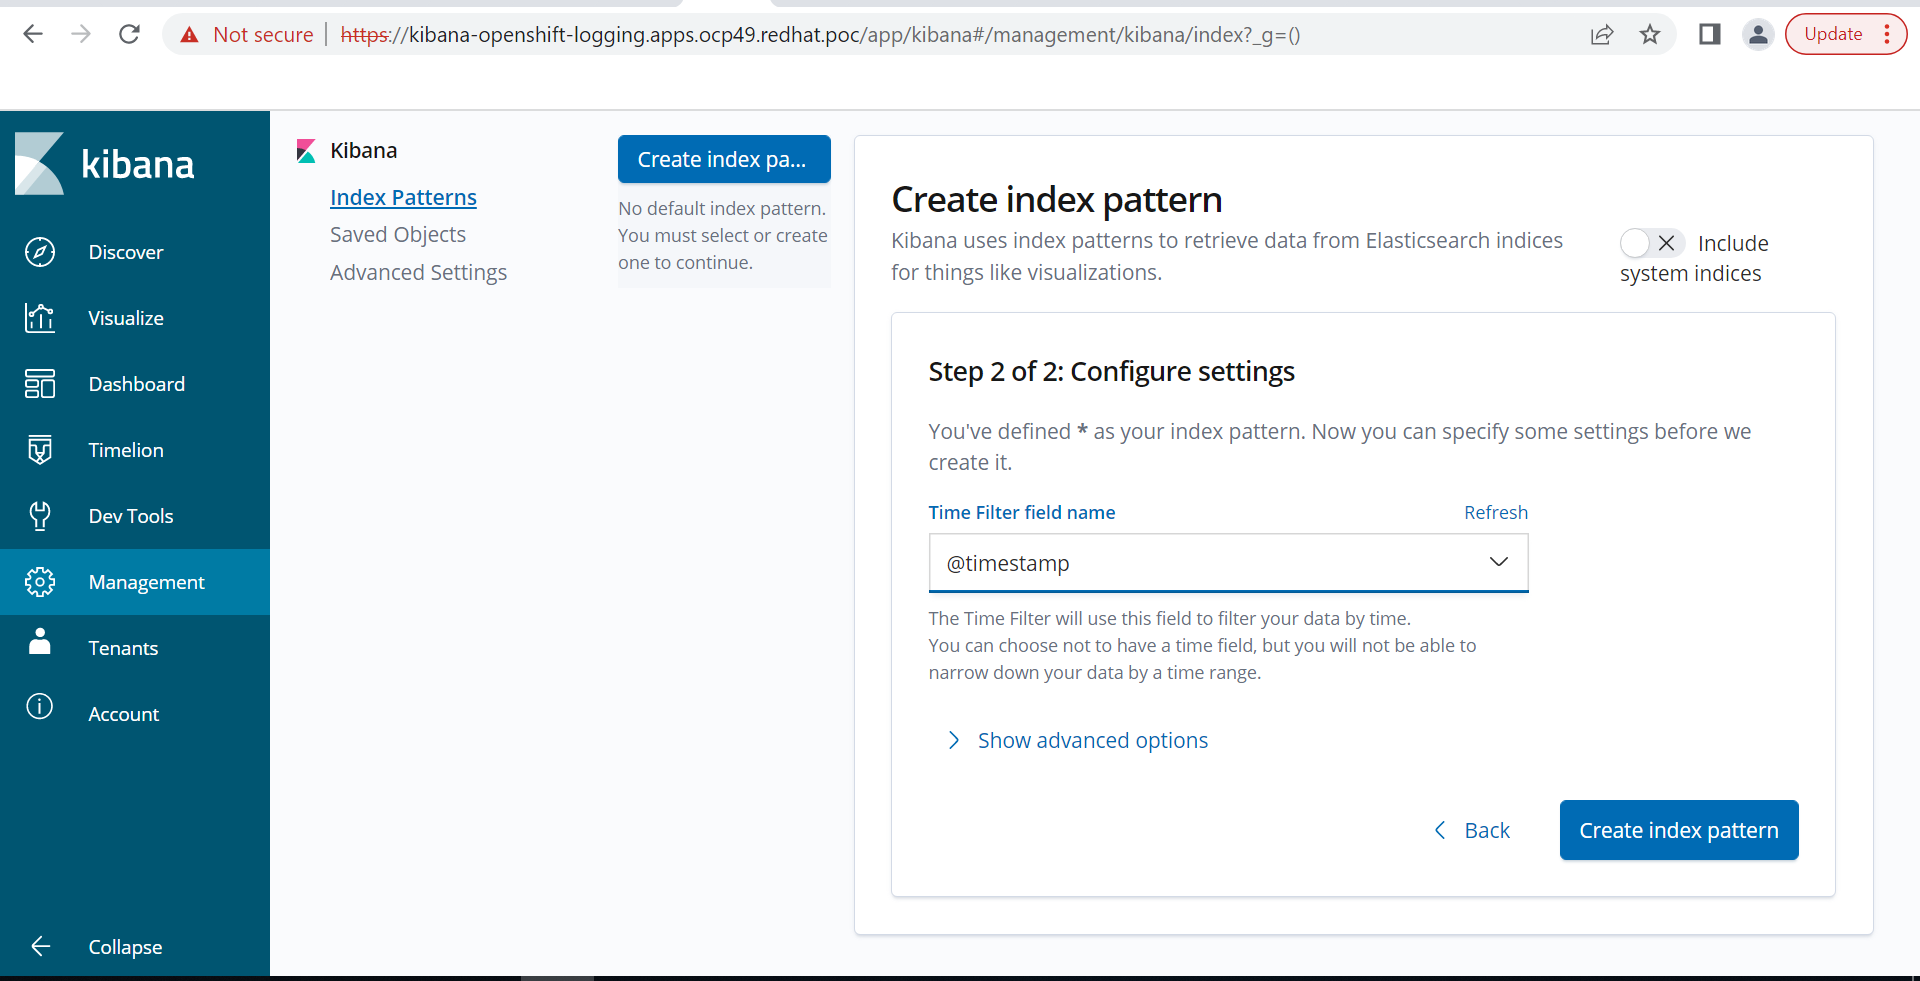 Not secure https://kibana-openshift-logging.apps.ocp49.redhat.poc/app/kibana#/management/kibana/index?_g=() Update
kibana
Discover
Visualize
Dashboard
Timelion
Dev Tools
Management
Tenants
Account
Collapse
Kibana
Index Patterns
Saved Objects
Advanced Settings
Create index pa...
No default index pattern.
You must select or create
one to continue.
Create index pattern
Kibana uses index patterns to retrieve data from Elasticsearch indices
for things like visualizations.
Include
system indices
Step 2 of 2: Configure settings
You've defined * as your index pattern. Now you can specify some settings before we
create it.
Time Filter field name Refresh
@timestamp
The Time Filter will use this field to filter your data by time.
You can choose not to have a time field, but you will not be able to
narrow down your data by a time range.
Show advanced options
Back Create index pattern